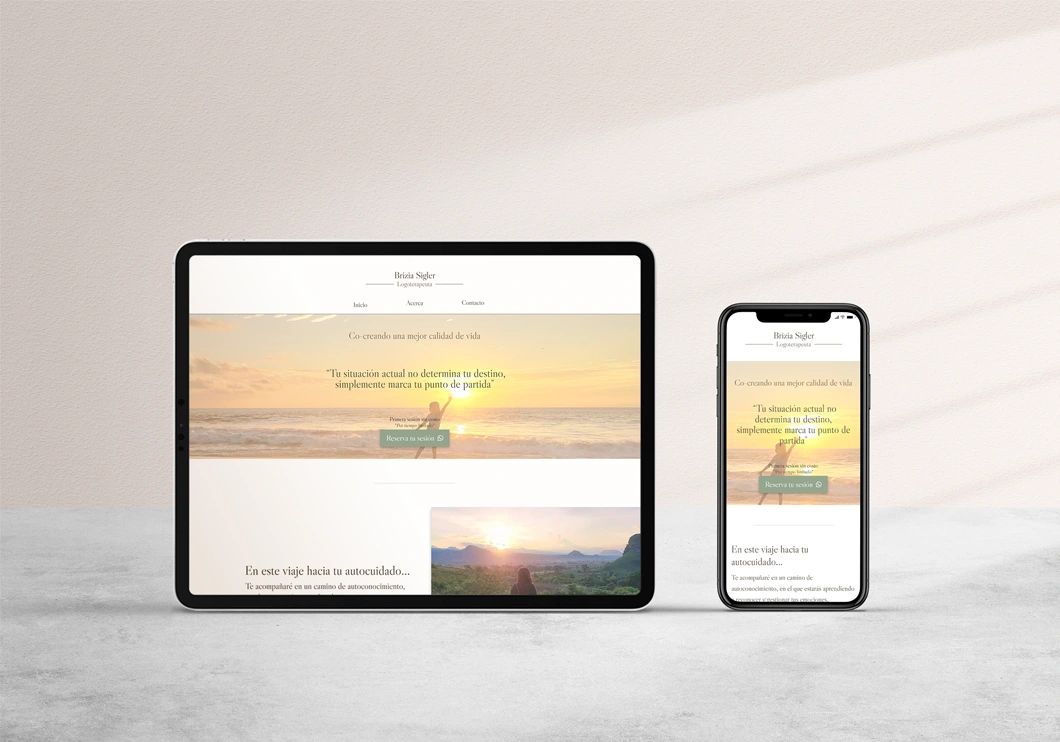 Brizia Sigler
Logoterapeuta
Inicio
Acerca
Contacto
Co-creando una mejor calidad de vida
"Tu situación actual no determina tu destino,
simplemente marca tu punto de partida"
Primera sesión sin costo
"Por tiempo limitado"
Reserva tu sesión
En este viaje hacia tu autocuidado...
Te acompañaré en un camino de autoconocimiento,
Brizia Sigler
Logoterapeuta
Co-creando una mejor calidad de vida
"Tu situación actual no
determina tu destino,
simplemente marca tu punto de
partida"
Primera sesión sin costo
"Por tiempo limitado"
Reserva tu sesión
En este viaje hacia tu
autocuidado...
Te acompañaré en un camino de
autoconocimiento, en el que estarás aprendiendo
a reconocer y gestionar tus emociones,